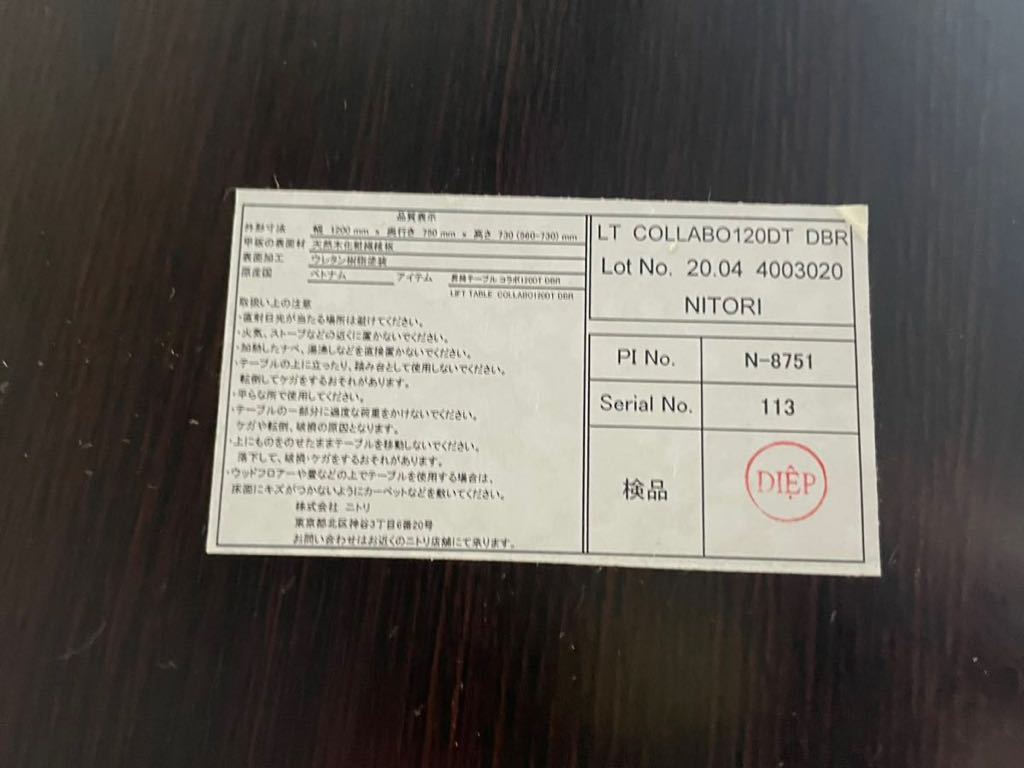 品質表示
外形寸法 幅 1200 mm x 奥行き 750 mm x 高さ 730 (560-730) mm
甲板の表面材 天然木化粧繊維板
表面加工 ウレタン樹脂塗装
原産国 ベトナム アイテム 昇降テーブル コラボ120DT DBR
LIFT TABLE COLLABO120DT DBR
取扱い上の注意
・直射日光が当たる場所は避けてください。
・火気、ストーブなどの近くに置かないでください。
・加熱したナベ、湯沸しなどを直接置かないでください。
・テーブルの上に立ったり、踏み台として使用しないでください。
転倒してケガをするおそれがあります。
・平らな所で使用してください。
・テーブルの一部分に過度な荷重をかけないでください。
ケガや転倒、破損の原因となります。
・上にものをのせたままテーブルを移動しないでください。
落下して、破損・ケガをするおそれがあります。
・ウッドフロアーや畳などの上でテーブルを使用する場合は、
床面にキズがつかないようにカーペットなどを敷いてください。
株式会社 ニトリ
東京都北区神谷3丁目6番20号
お問い合わせはお近くのニトリ店舗にて承ります。
LT COLLABO120DT DBR
Lot No. 20.04 4003020
NITORI
PI No. N-8751
Serial No. 113
検品 DIỆP